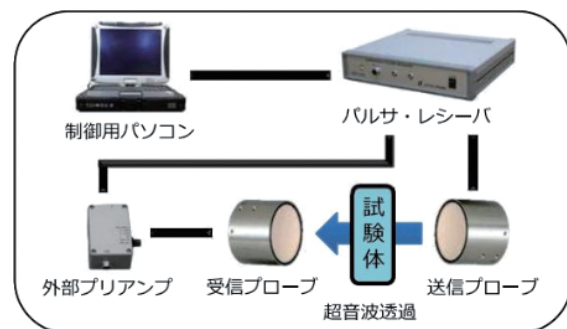 制御用パソコン
パルサ・レシーバ
試験体
外部プリアンプ
受信プローブ
送信プローブ
超音波透過